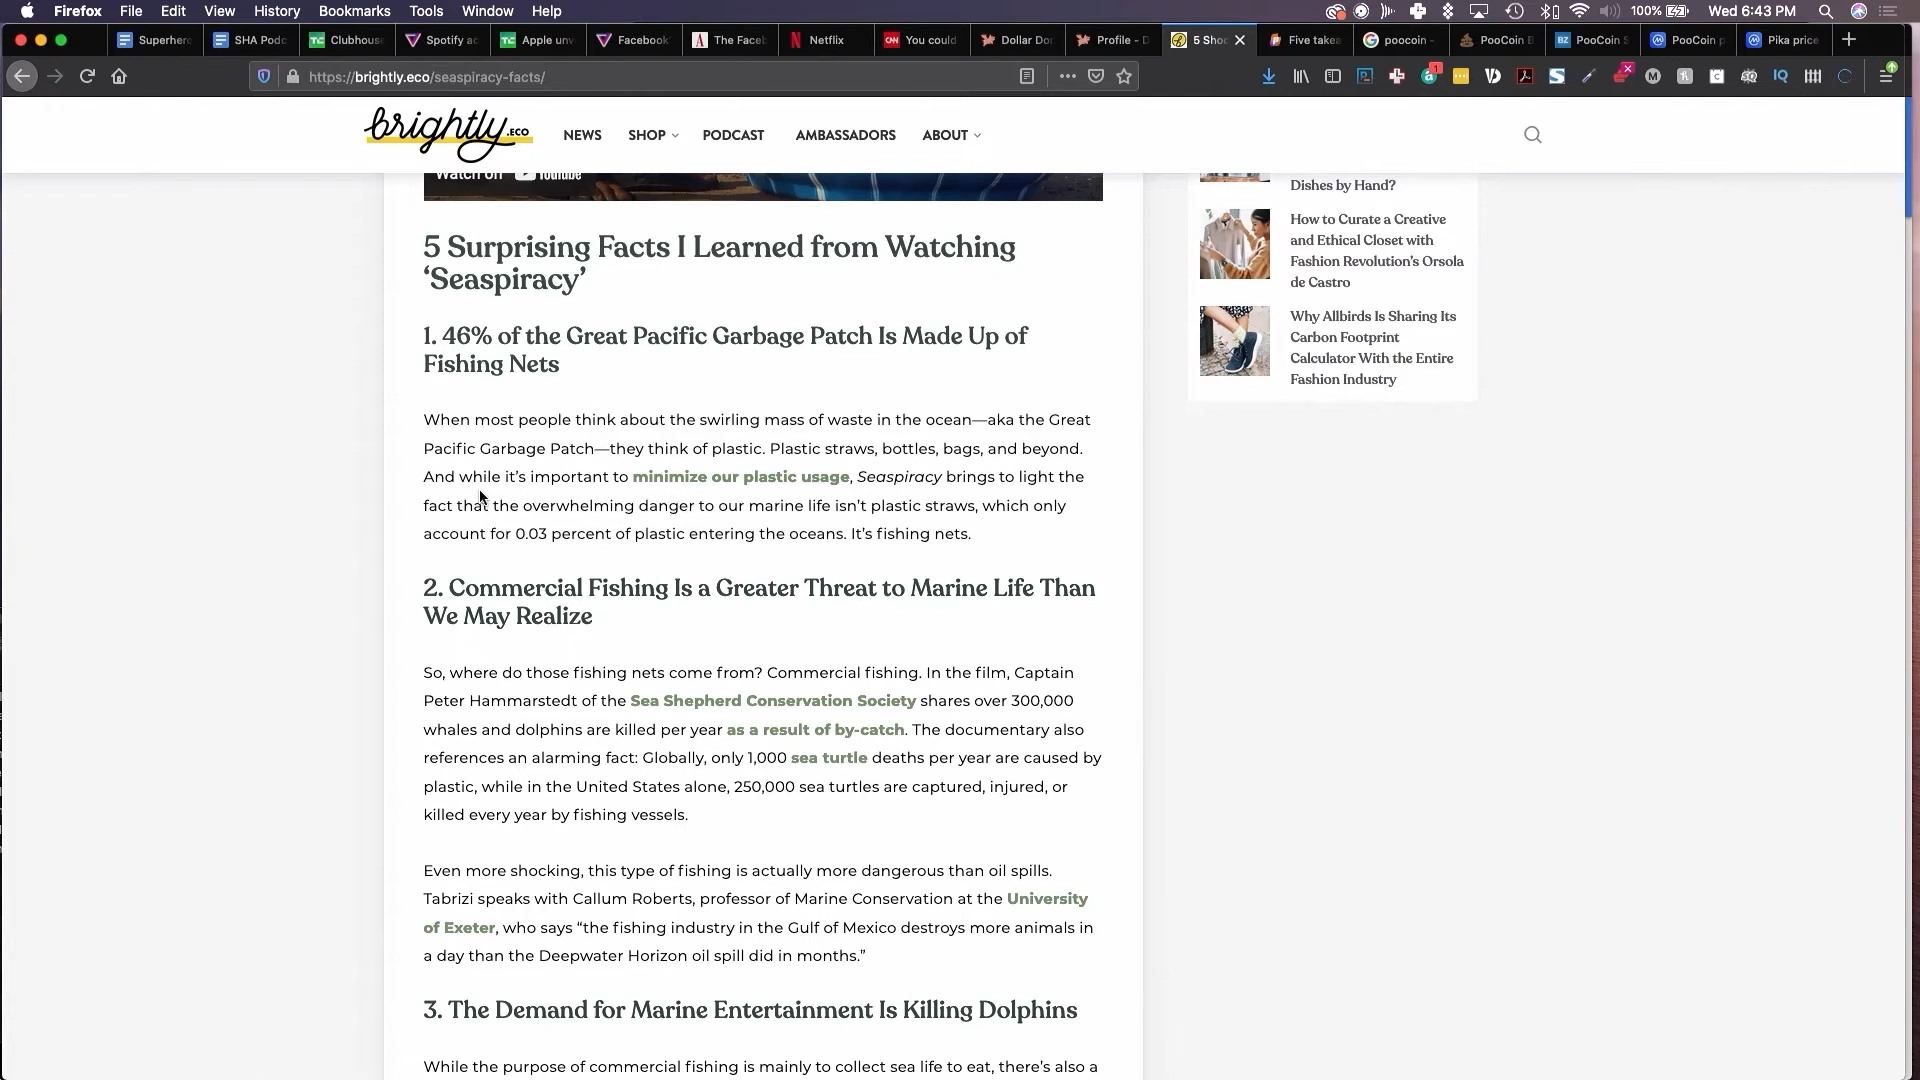 Firefox File Edit View History Bookmarks Tools Window Help 100% Wed 6:43 PM
Superhero SHA Podc Clubhouse Spotify ac Apple unv Facebook The Faceb Netflix You could Dollar Don Profile - D 5 Shoc Five takea poocoin - PooCoin B PooCoin S PooCoin p Pika price
https://brightly.eco/seaspiracy-facts/
brightly.eco NEWS SHOP PODCAST AMBASSADORS ABOUT
Watch on YouTube
5 Surprising Facts I Learned from Watching
‘Seaspiracy’
1. 46% of the Great Pacific Garbage Patch Is Made Up of
Fishing Nets
When most people think about the swirling mass of waste in the ocean—aka the Great
Pacific Garbage Patch—they think of plastic. Plastic straws, bottles, bags, and beyond.
And while it’s important to minimize our plastic usage, Seaspiracy brings to light the
fact that the overwhelming danger to our marine life isn’t plastic straws, which only
account for 0.03 percent of plastic entering the oceans. It’s fishing nets.
2. Commercial Fishing Is a Greater Threat to Marine Life Than
We May Realize
So, where do those fishing nets come from? Commercial fishing. In the film, Captain
Peter Hammarstedt of the Sea Shepherd Conservation Society shares over 300,000
whales and dolphins are killed per year as a result of by-catch. The documentary also
references an alarming fact: Globally, only 1,000 sea turtle deaths per year are caused by
plastic, while in the United States alone, 250,000 sea turtles are captured, injured, or
killed every year by fishing vessels.
Even more shocking, this type of fishing is actually more dangerous than oil spills.
Tabrizi speaks with Callum Roberts, professor of Marine Conservation at the University
of Exeter, who says “the fishing industry in the Gulf of Mexico destroys more animals in
a day than the Deepwater Horizon oil spill did in months.”
3. The Demand for Marine Entertainment Is Killing Dolphins
While the purpose of commercial fishing is mainly to collect sea life to eat, there’s also a
Dishes by Hand?
How to Curate a Creative
and Ethical Closet with
Fashion Revolution’s Orsola
de Castro
Why Allbirds Is Sharing Its
Carbon Footprint
Calculator With the Entire
Fashion Industry